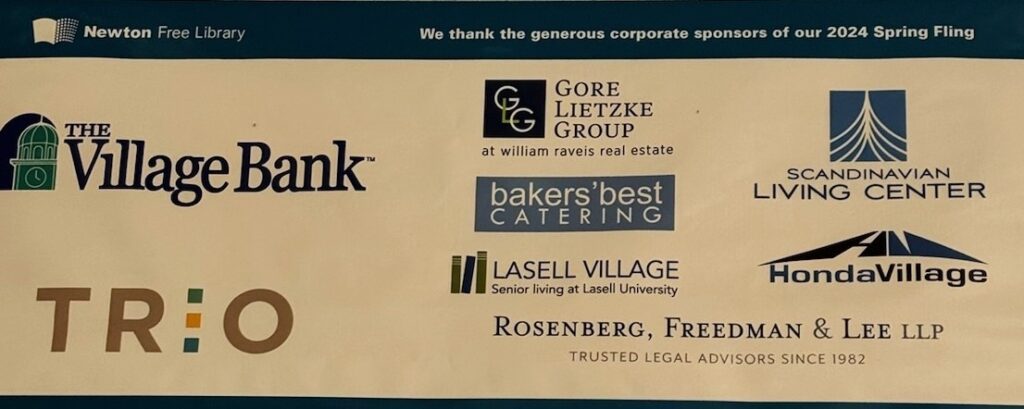 Newton Free Library
We thank the generous corporate sponsors of our 2024 Spring Fling
THE
Village Bank™
TRIO
GLG
GORE
LIETZKE
GROUP
at william raveis real estate
bakers'best
CATERING
LASELL VILLAGE
Senior living at Lasell University
SCANDINAVIAN
LIVING CENTER
HondaVillage
ROSENBERG, FREEDMAN & LEE LLP
TRUSTED LEGAL ADVISORS SINCE 1982